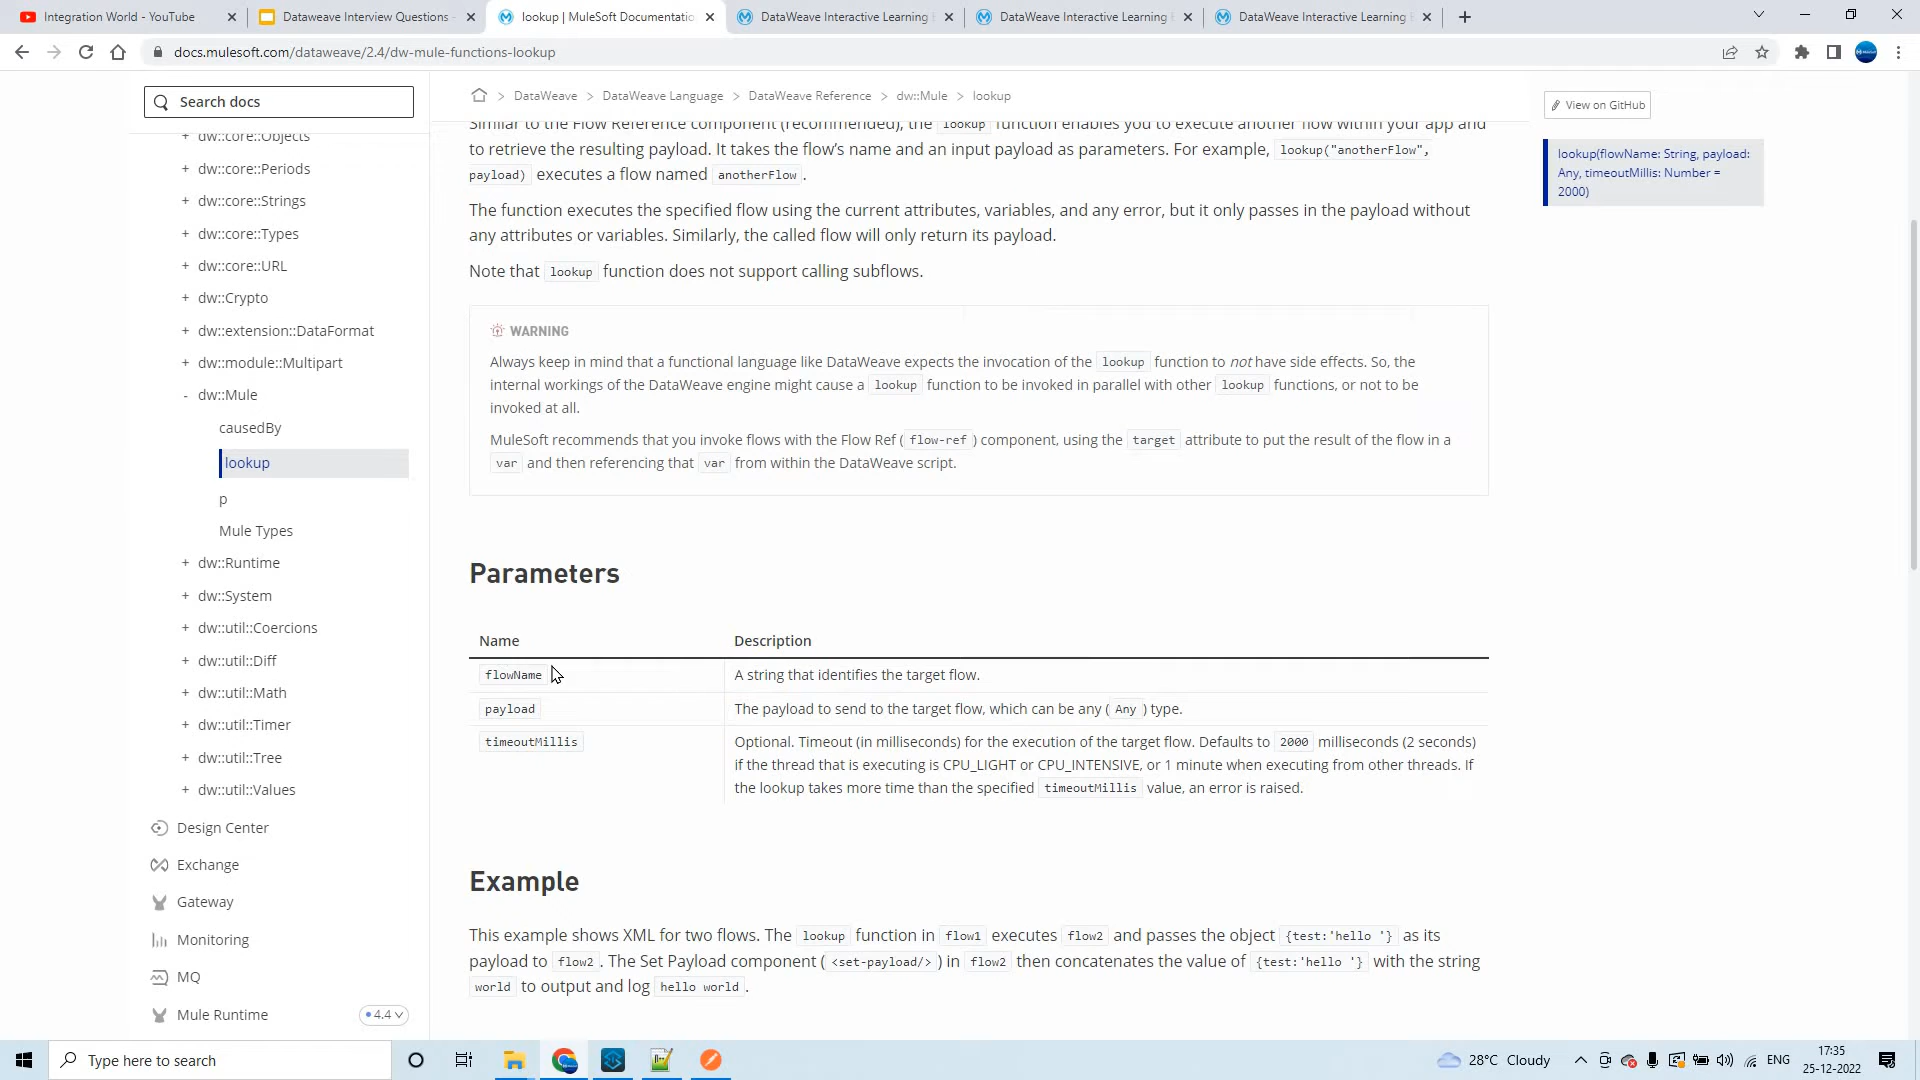 Integration World - YouTube
Dataweave Interview Questions -
lookup | MuleSoft Documentatio
DataWeave Interactive Learning
DataWeave Interactive Learning
DataWeave Interactive Learning
docs.mulesoft.com/dataweave/2.4/dw-mule-functions-lookup
Search docs
+ dw::core::Objects
+ dw::core::Periods
+ dw::core::Strings
+ dw::core::Types
+ dw::core::URL
+ dw::Crypto
+ dw::extension::DataFormat
+ dw::module::Multipart
- dw::Mule
causedBy
lookup
p
Mule Types
+ dw::Runtime
+ dw::System
+ dw::util::Coercions
+ dw::util::Diff
+ dw::util::Math
+ dw::util::Timer
+ dw::util::Tree
+ dw::util::Values
Design Center
Exchange
Gateway
Monitoring
MQ
Mule Runtime 4.4
> DataWeave > DataWeave Language > DataWeave Reference > dw::Mule > lookup
Similar to the Flow Reference component (recommended), the lookup function enables you to execute another flow within your app and
to retrieve the resulting payload. It takes the flow's name and an input payload as parameters. For example, lookup("anotherFlow",
payload) executes a flow named anotherFlow .
The function executes the specified flow using the current attributes, variables, and any error, but it only passes in the payload without
any attributes or variables. Similarly, the called flow will only return its payload.
Note that lookup function does not support calling subflows.
WARNING
Always keep in mind that a functional language like DataWeave expects the invocation of the lookup function to not have side effects. So, the
internal workings of the DataWeave engine might cause a lookup function to be invoked in parallel with other lookup functions, or not to be
invoked at all.
MuleSoft recommends that you invoke flows with the Flow Ref ( flow-ref ) component, using the target attribute to put the result of the flow in a
var and then referencing that var from within the DataWeave script.
Parameters
Name Description
flowName A string that identifies the target flow.
payload The payload to send to the target flow, which can be any ( Any ) type.
timeoutMillis Optional. Timeout (in milliseconds) for the execution of the target flow. Defaults to 2000 milliseconds (2 seconds)
if the thread that is executing is CPU_LIGHT or CPU_INTENSIVE, or 1 minute when executing from other threads. If
the lookup takes more time than the specified timeoutMillis value, an error is raised.
Example
This example shows XML for two flows. The lookup function in flow1 executes flow2 and passes the object {test:'hello '} as its
payload to flow2 . The Set Payload component ( <set-payload/> ) in flow2 then concatenates the value of {test:'hello '} with the string
world to output and log hello world .
View on GitHub
lookup(flowName: String, payload:
Any, timeoutMillis: Number =
2000)
Type here to search
28°C Cloudy
ENG
17:35
25-12-2022